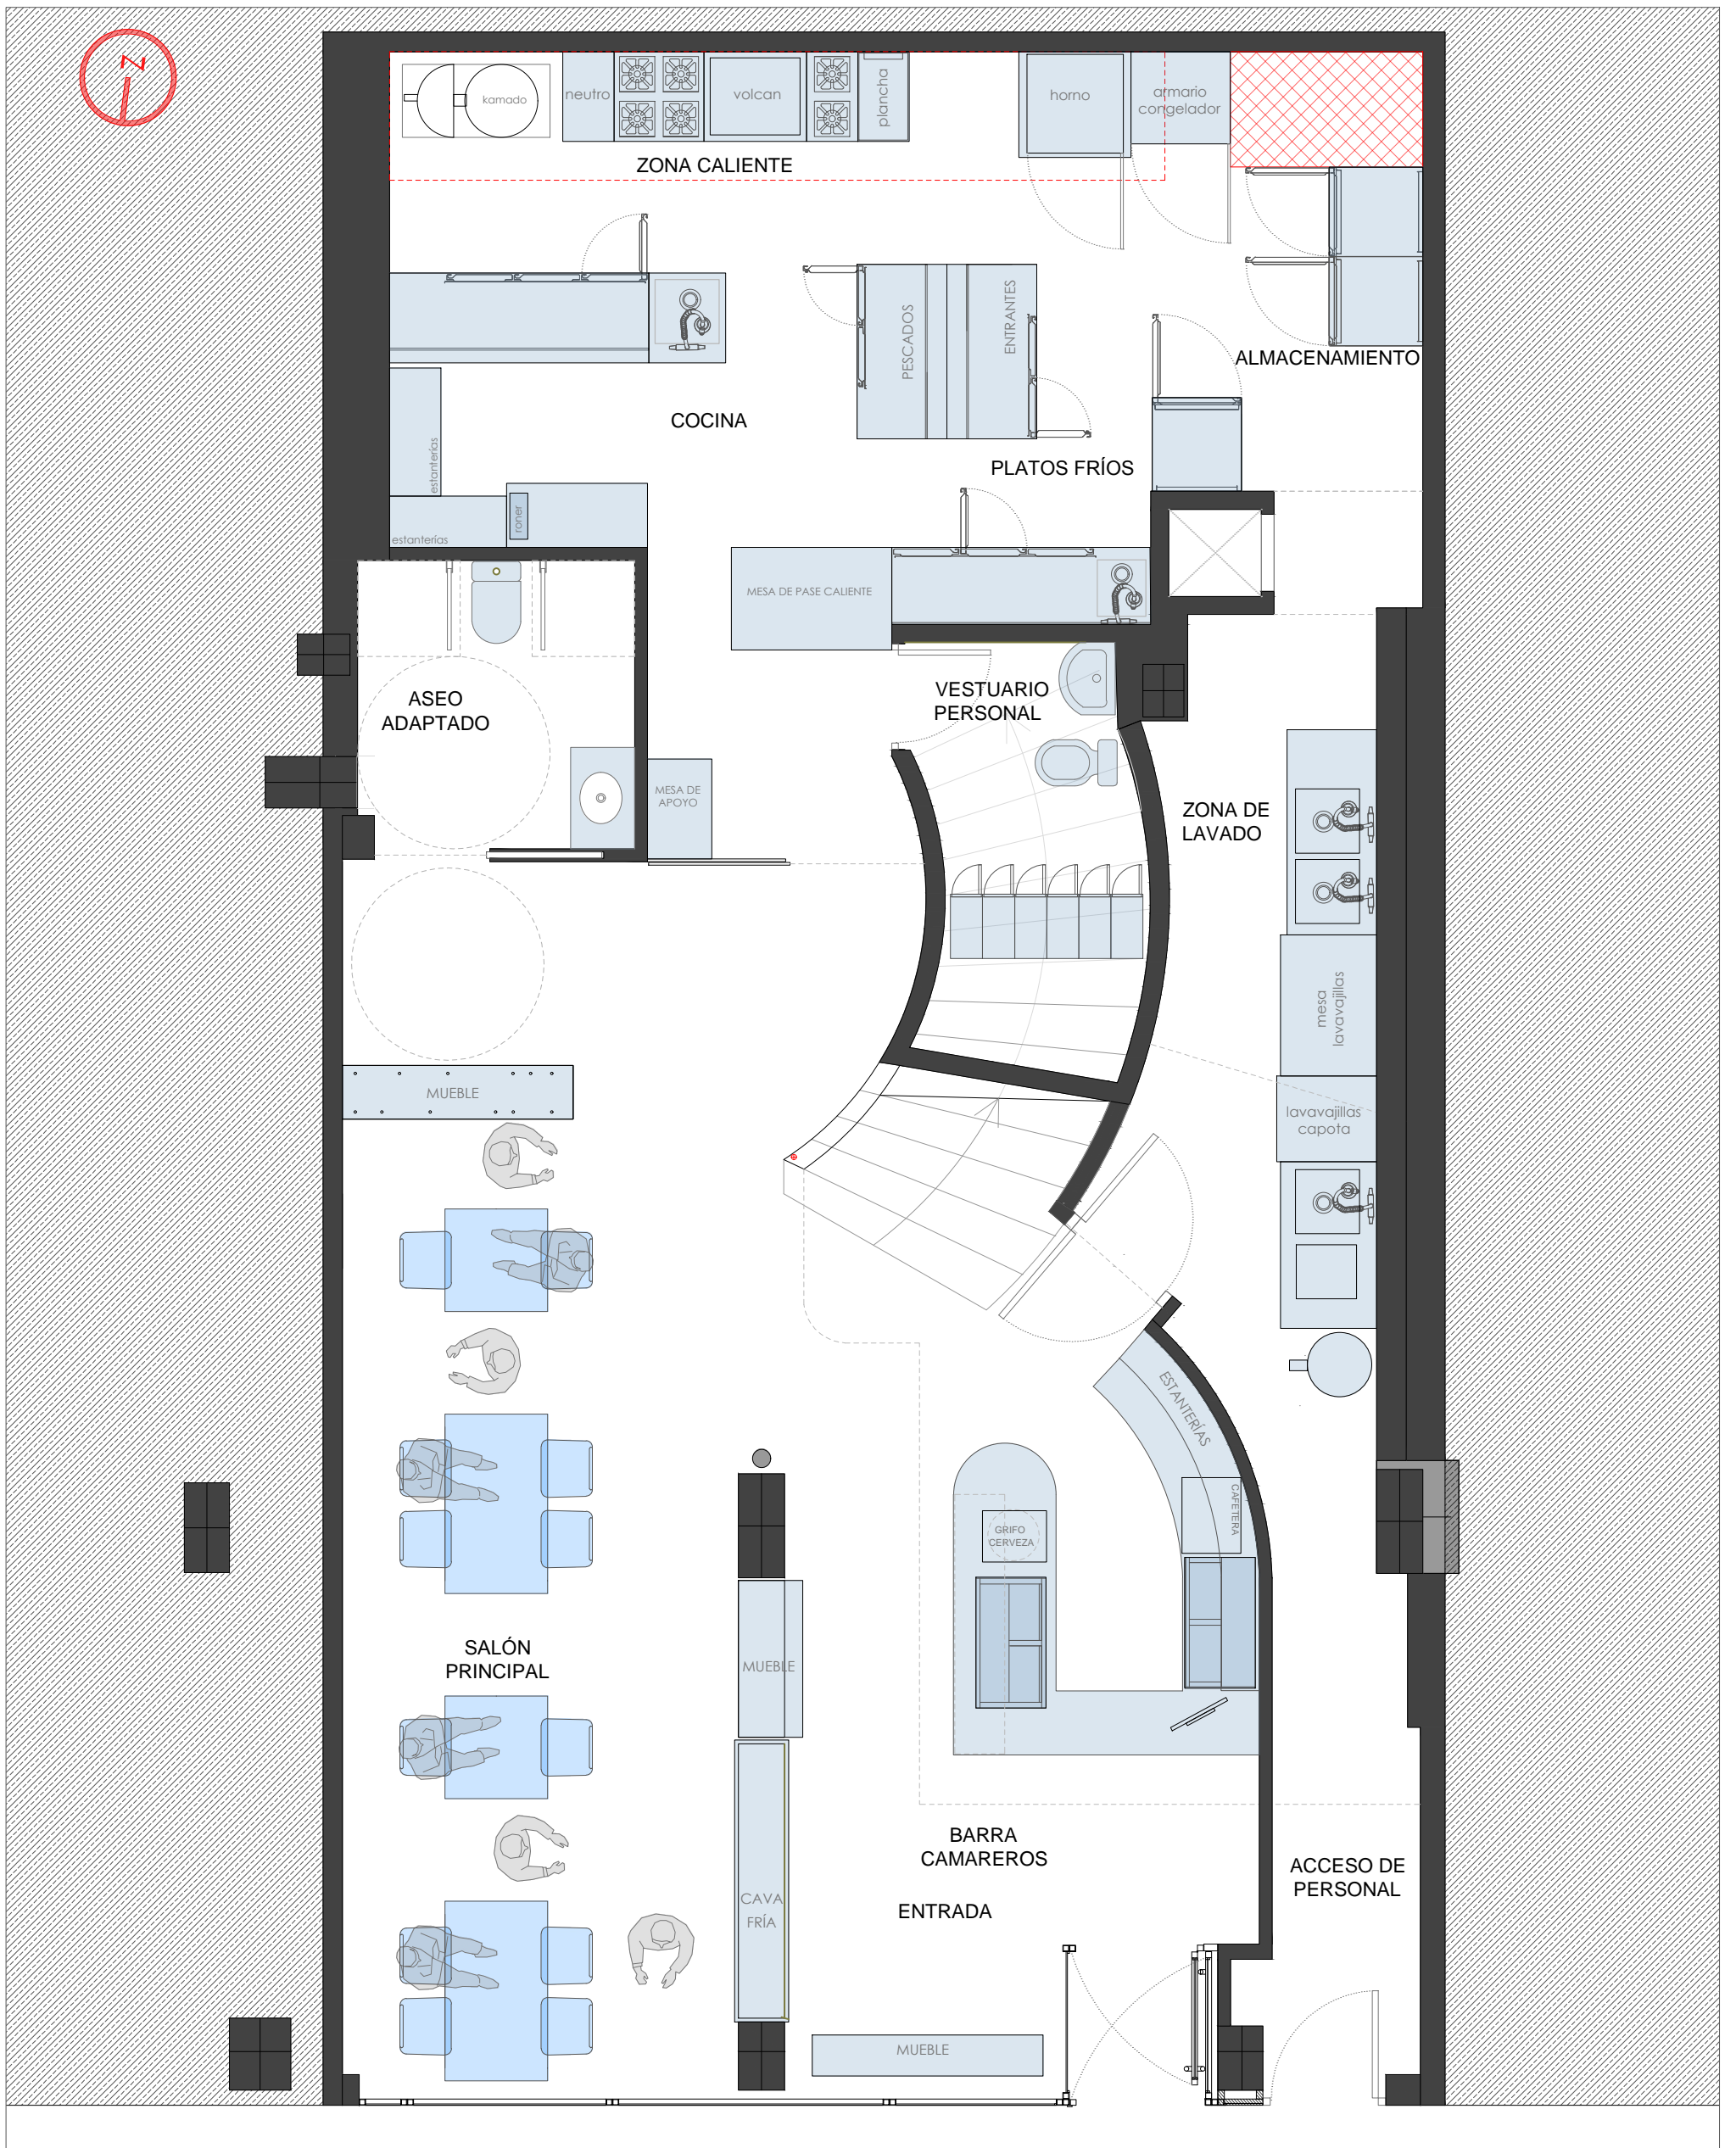 N
kamado
neutro
volcan
plancha
horno
armario
congelador
ZONA CALIENTE
PESCADOS
ENTRANTES
ALMACENAMIENTO
COCINA
estanterías
PLATOS FRÍOS
roner
estanterías
MESA DE PASE CALIENTE
ASEO
ADAPTADO
VESTUARIO
PERSONAL
MESA DE
APOYO
ZONA DE
LAVADO
mesa
lavavajillas
MUEBLE
lavavajillas
capota
ESTANTERÍAS
CAFETERA
GRIFO
CERVEZA
SALÓN
PRINCIPAL
MUEBLE
BARRA
CAMAREROS
ACCESO DE
PERSONAL
CAVA
FRÍA
ENTRADA
MUEBLE